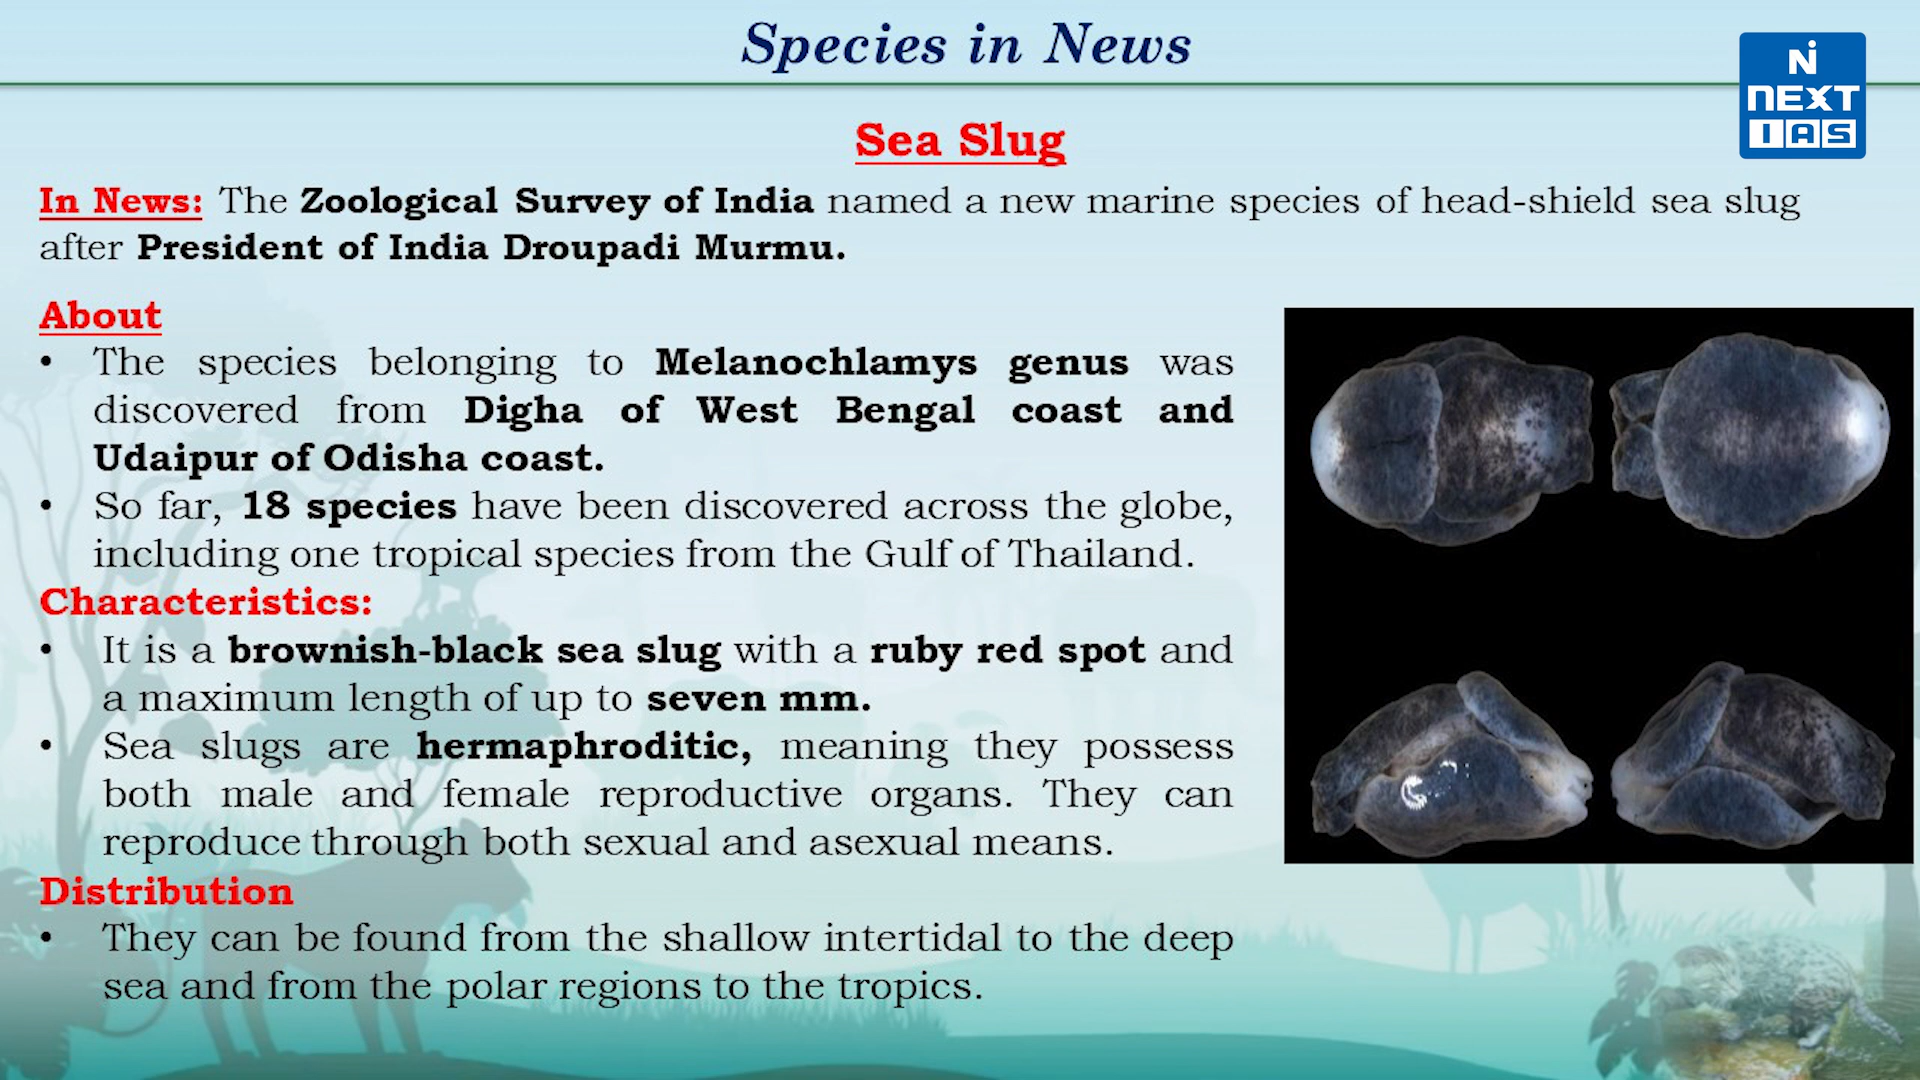 Species in News
Ni
NEXT
IAS
Sea Slug
In News: The Zoological Survey of India named a new marine species of head-shield sea slug
after President of India Droupadi Murmu.
About
• The species belonging to Melanochlamys genus was
discovered from Digha of West Bengal coast and
Udaipur of Odisha coast.
• So far, 18 species have been discovered across the globe,
including one tropical species from the Gulf of Thailand.
Characteristics:
• It is a brownish-black sea slug with a ruby red spot and
a maximum length of up to seven mm.
• Sea slugs are hermaphroditic, meaning they possess
both male and female reproductive organs. They can
reproduce through both sexual and asexual means.
Distribution
• They can be found from the shallow intertidal to the deep
sea and from the polar regions to the tropics.